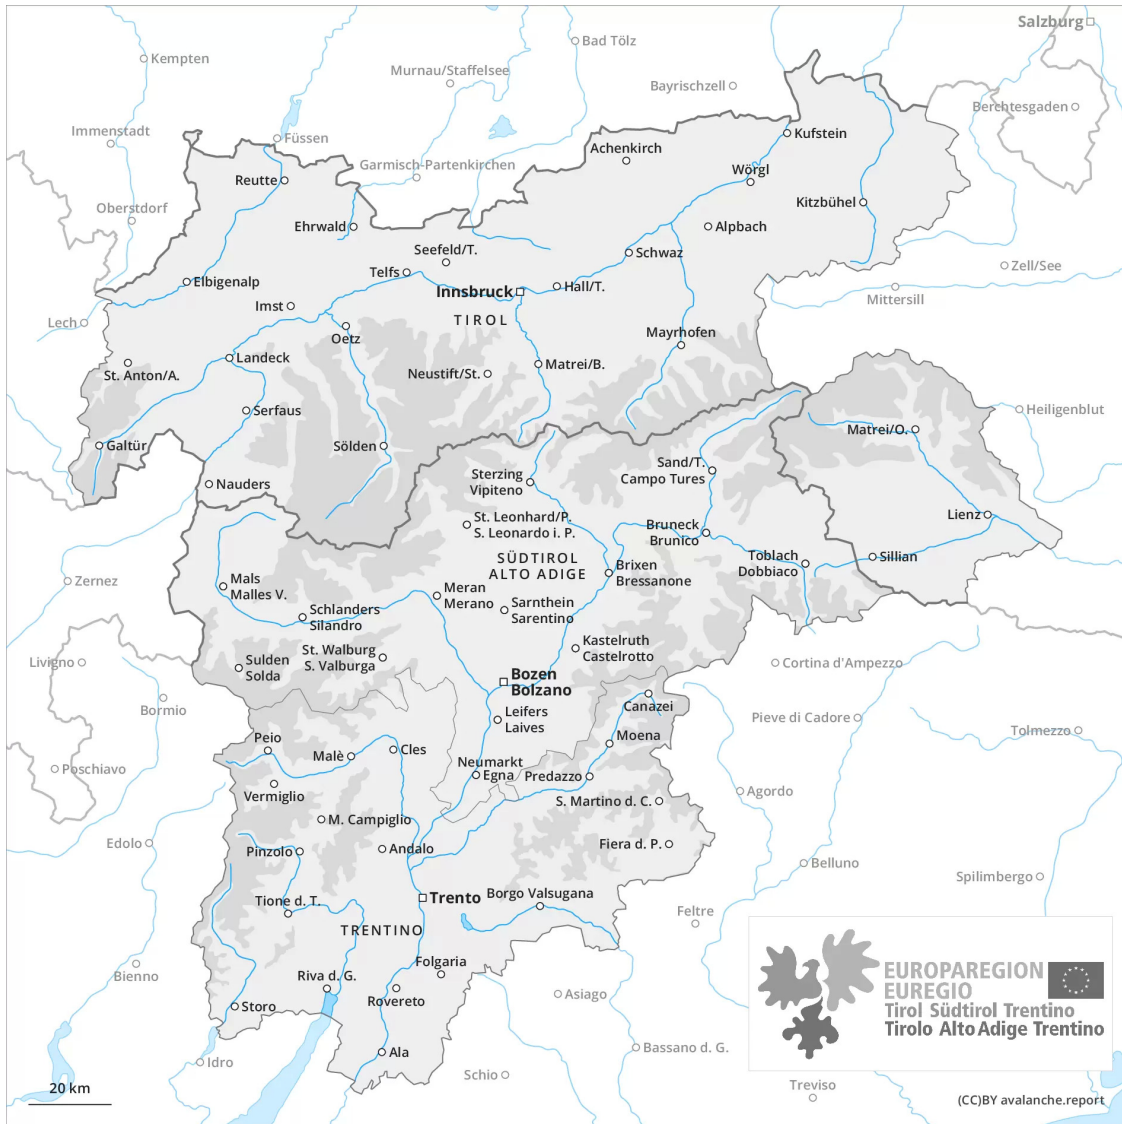 Salzburg
Bad Tölz
Kempten
Murnau/Staffelsee
Bayrischzell
Berchtesgaden
Immenstadt
Füssen
Kufstein
Achenkirch
Garmisch-Partenkirchen
Wörgl
Reutte
Kitzbühel
Oberstdorf
Ehrwald
Alpbach
Seefeld/T.
Schwaz
Telfs
Zell/See
Elbigenalp
Hall/T.
Innsbruck
Mittersill
Imst
TIROL
Lech
Oetz
Mayrhofen
Landeck
Matrei/B.
St. Anton/A.
Neustift/St.
Serfaus
Heiligenblut
Matrei/O.
Galtür
Sölden
Sand/T.
Campo Tures
Sterzing
Vipiteno
Nauders
Lienz
St. Leonhard/P.
S. Leonardo i. P.
Bruneck
Brunico
SÜDTIROL
ALTO ADIGE
Toblach
Dobbiaco
Sillian
Brixen
Bressanone
Zernez
Mals
Malles V.
Meran
Merano
Sarnthein
Sarentino
Schlanders
Silandro
Kastelruth
Castelrotto
St. Walburg
S. Valburga
Livigno
Sulden
Solda
Cortina d'Ampezzo
Bozen
Bolzano
Canazei
Bormio
Leifers
Laives
Pieve di Cadore
Tolmezzo
Moena
Peio
Cles
Malè
Neumarkt
Egna
Predazzo
Poschiavo
Vermiglio
Agordo
S. Martino d. C.
M. Campiglio
Edolo
Fiera d. P.
Pinzolo
Andalo
Belluno
Spilimbergo
Borgo Valsugana
Trento
Tione d. T.
Feltre
TRENTINO
Folgaria
Bienno
Riva d. G.
Rovereto
Asiago
Storo
EUROPAREGION
EUREGIO
Tirol Südtirol Trentino
Tirolo Alto Adige Trentino
Bassano d. G.
Ala
Idro
Schio
Treviso
20 km
(CC)BY avalanche.report